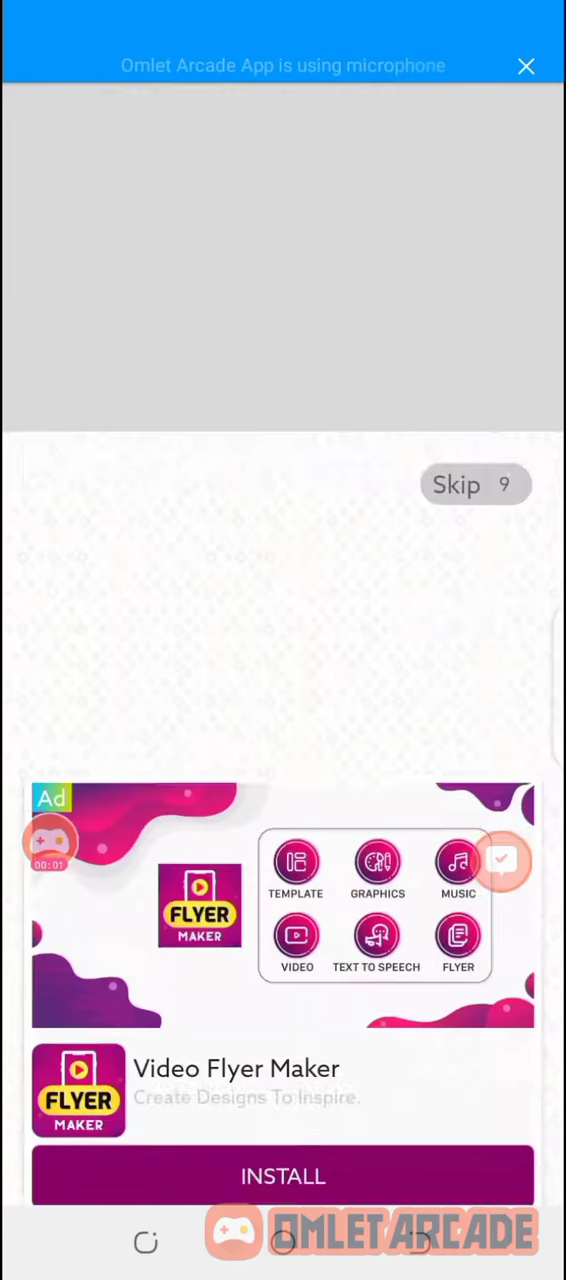 Omlet Arcade App is using microphone
Skip 9
Ad
00:01
TEMPLATE GRAPHICS MUSIC
FLYER
MAKER
VIDEO TEXT TO SPEECH FLYER
FLYER
MAKER
Video Flyer Maker
Create Designs To Inspire.
INSTALL
OMLET ARCADE